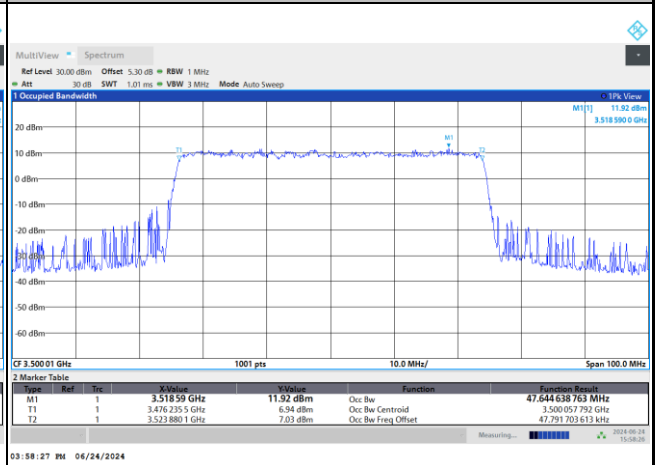 MultiView Spectrum
Ref Level 30.00 dBm Offset 5.30 dB RBW 1 MHz
Att 30 dB SWT 1.01 ms VBW 3 MHz Mode Auto Sweep
1 Occupied Bandwidth 1Pk View
M1[1] 11.92 dBm
3.518 590 0 GHz
20 dBm
M1
T1 T2
10 dBm
0 dBm
-10 dBm
-20 dBm
-30 dBm
-40 dBm
-50 dBm
-60 dBm
CF 3.500 01 GHz 1001 pts 10.0 MHz/ Span 100.0 MHz
2 Marker Table
Type Ref Trc X-Value Y-Value Function Function Result
M1 1 3.518 59 GHz 11.92 dBm Occ Bw 47.644 638 763 MHz
T1 1 3.476 235 5 GHz 6.94 dBm Occ Bw Centroid 3.500 057 792 GHz
T2 1 3.523 880 1 GHz 7.03 dBm Occ Bw Freq Offset 47.791 703 613 kHz
Measuring... 2024-06-24
15:58:26
03:58:27 PM 06/24/2024